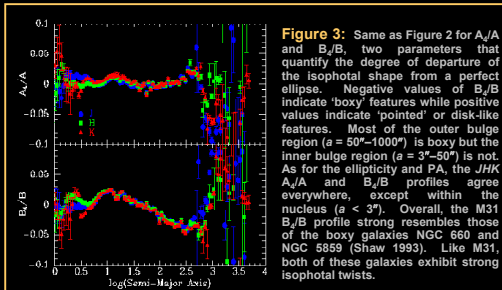 0.1
0.05
0
-0.05
A₄/A
J
H
K
0.1
0.05
0
-0.05
-0.1
B₄/B
0 0.5 1 1.5 2 2.5 3 3.5 4
log(Semi-Major Axis)
Figure 3: Same as Figure 2 for A₄/A
and B₄/B, two parameters that
quantify the degree of departure of
the isophotal shape from a perfect
ellipse. Negative values of B₄/B
indicate 'boxy' features while positive
values indicate 'pointed' or disk-like
features. Most of the outer bulge
region (a = 50"–1000") is boxy but the
inner bulge region (a = 3"–50") is not.
As for the ellipticity and PA, the JHK
A₄/A and B₄/B profiles agree
everywhere, except within the
nucleus (a < 3"). Overall, the M31
B₄/B profile strong resembles those
of the boxy galaxies NGC 660 and
NGC 5859 (Shaw 1993). Like M31,
both of these galaxies exhibit strong
isophotal twists.